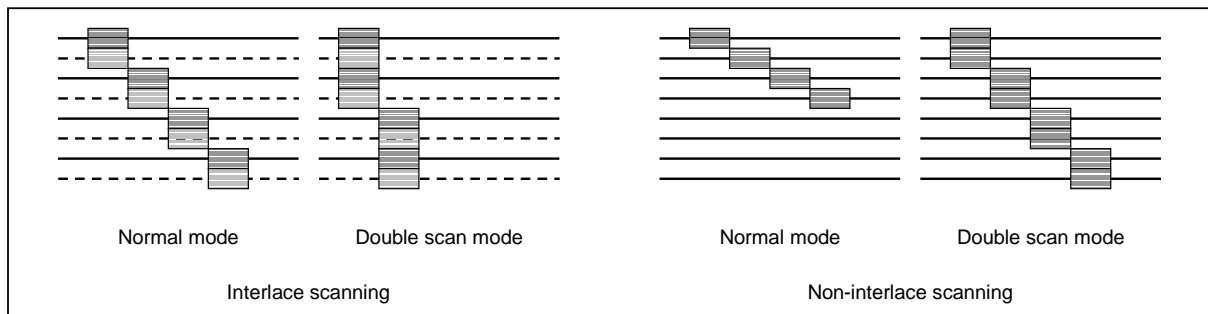 Normal mode Double scan mode Normal mode Double scan mode
Interlace scanning Non-interlace scanning